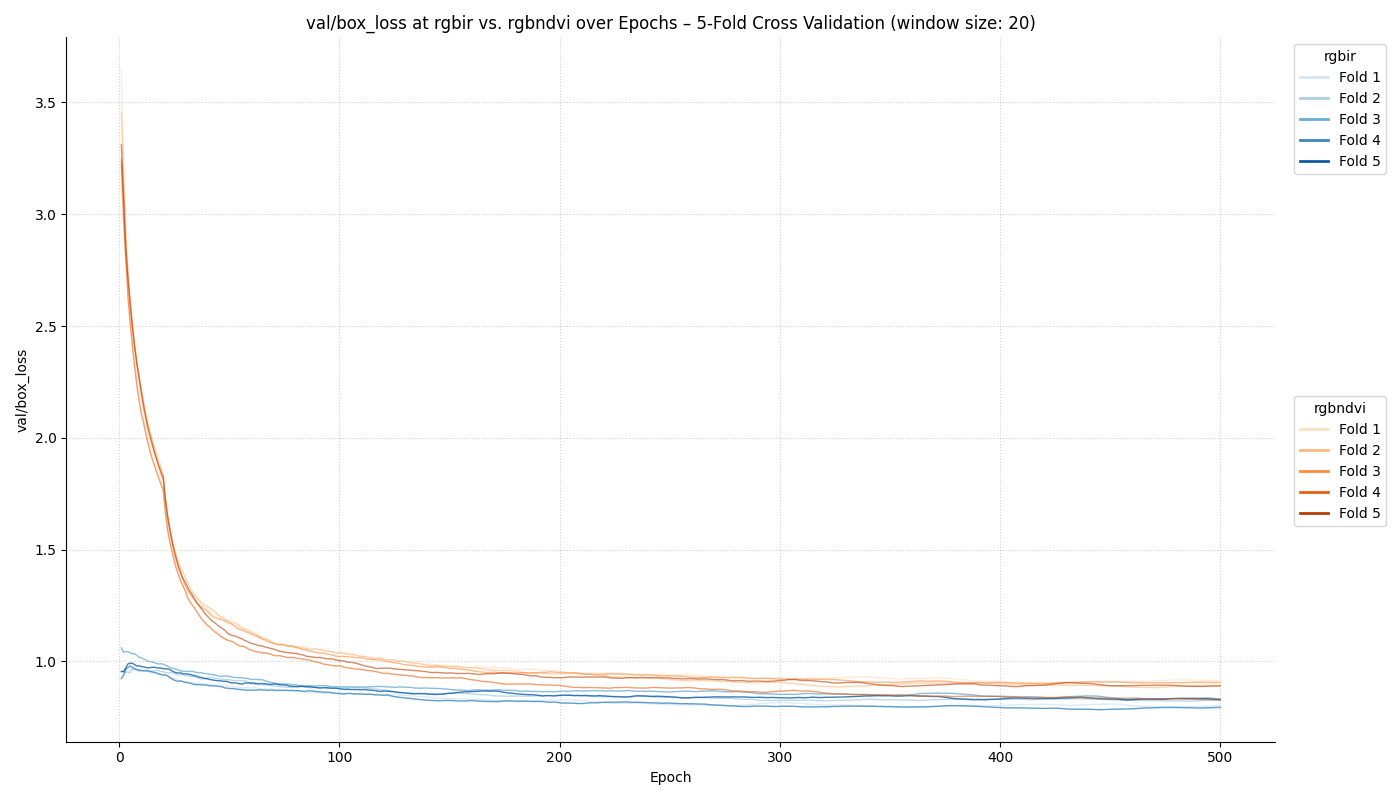 val/box_loss at rgbir vs. rgbndvi over Epochs – 5-Fold Cross Validation (window size: 20)
val/box_loss
3.5
3.0
2.5
2.0
1.5
1.0
0
100
200
300
400
500
Epoch
rgbir
Fold 1
Fold 2
Fold 3
Fold 4
Fold 5
rgbndvi
Fold 1
Fold 2
Fold 3
Fold 4
Fold 5